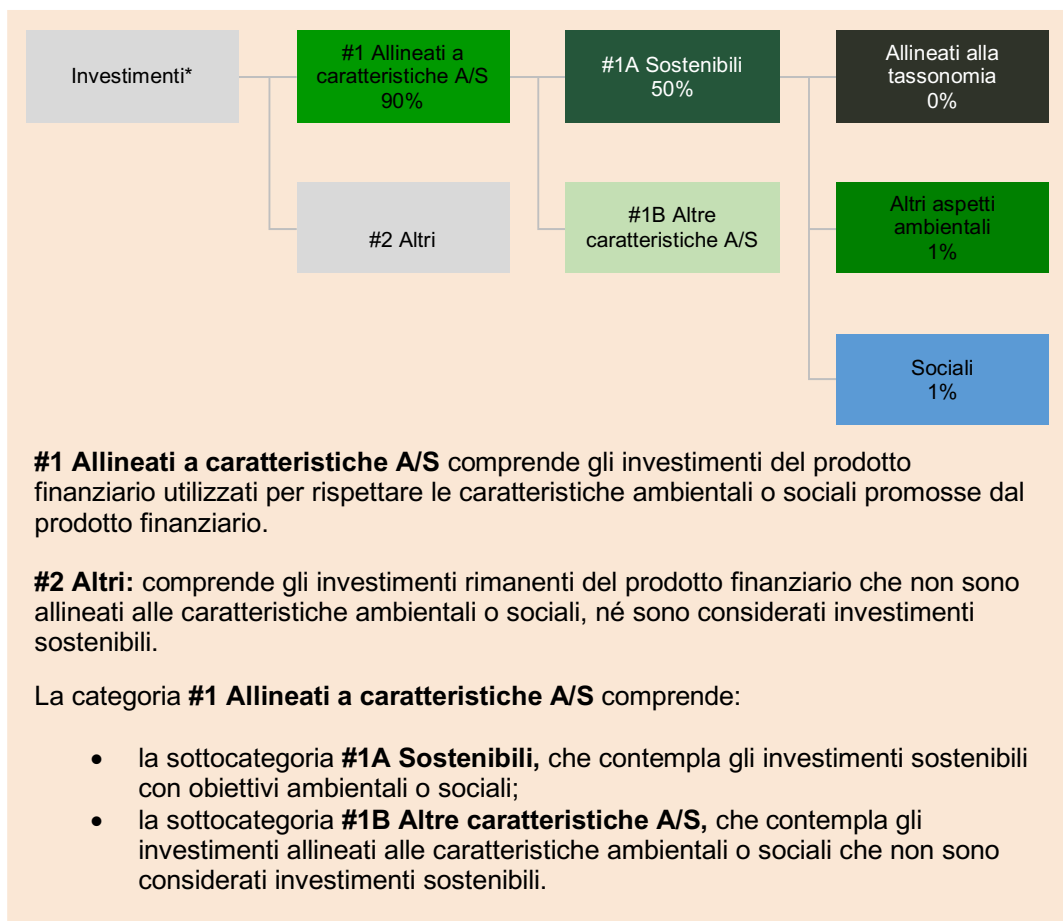 Investimenti*
#1 Allineati a
caratteristiche A/S
90%
#1A Sostenibili
50%
Allineati alla
tassonomia
0%
#2 Altri
#1B Altre
caratteristiche A/S
Altri aspetti
ambientali
1%
Sociali
1%
#1 Allineati a caratteristiche A/S comprende gli investimenti del prodotto
finanziario utilizzati per rispettare le caratteristiche ambientali o sociali promosse dal
prodotto finanziario.
#2 Altri: comprende gli investimenti rimanenti del prodotto finanziario che non sono
allineati alle caratteristiche ambientali o sociali, né sono considerati investimenti
sostenibili.
La categoria #1 Allineati a caratteristiche A/S comprende:
• la sottocategoria #1A Sostenibili, che contempla gli investimenti sostenibili
con obiettivi ambientali o sociali;
• la sottocategoria #1B Altre caratteristiche A/S, che contempla gli
investimenti allineati alle caratteristiche ambientali o sociali che non sono
considerati investimenti sostenibili.